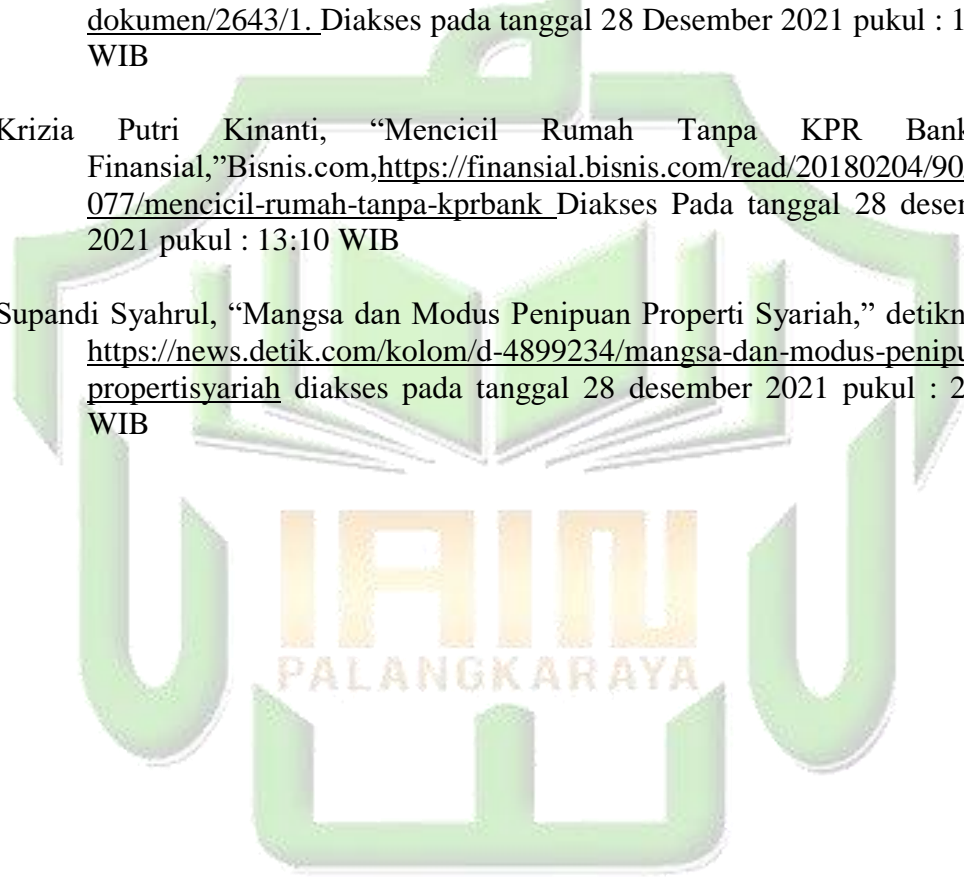 dokumen/2643/1. Diakses pada tanggal 28 Desember 2021 pukul : 1
WIB
Krizia Putri Kinanti, “Mencicil Rumah Tanpa KPR Bank
Finansial,”Bisnis.com,https://finansial.bisnis.com/read/20180204/90
077/mencicil-rumah-tanpa-kprbank Diakses Pada tanggal 28 desem
2021 pukul : 13:10 WIB
Supandi Syahrul, “Mangsa dan Modus Penipuan Properti Syariah,” detikn
https://news.detik.com/kolom/d-4899234/mangsa-dan-modus-penipu
propertisyariah diakses pada tanggal 28 desember 2021 pukul : 2
WIB
IAIN
PALANGKARAYA